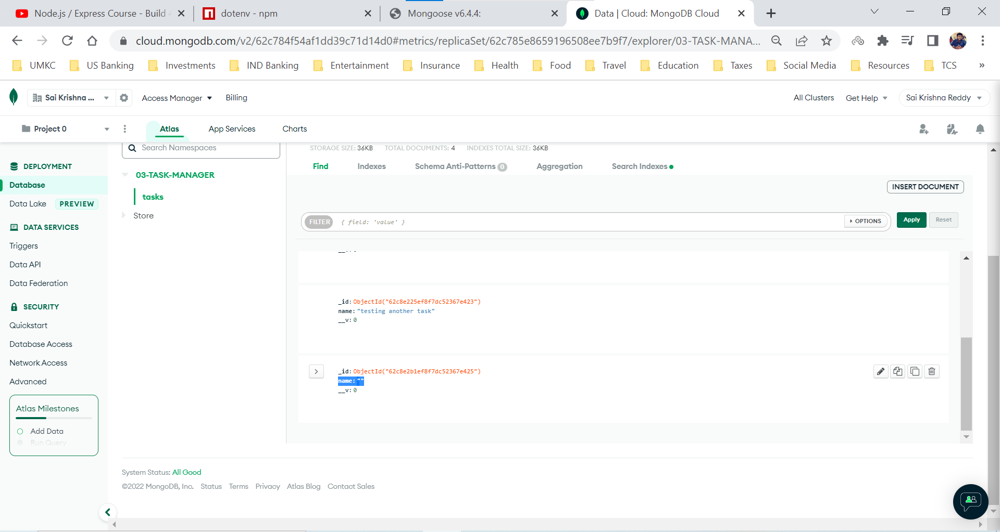 Node.js / Express Course - Build
dotenv - npm
Mongoose v6.4.4:
Data | Cloud: MongoDB Cloud
cloud.mongodb.com/v2/62c784f54af1dd39c71d14d0#metrics/replicaSet/62c785e8659196508ee7b9f7/explorer/03-TASK-MANA...
UMKC
US Banking
Investments
IND Banking
Entertainment
Insurance
Health
Food
Travel
Education
Taxes
Social Media
Resources
TCS
»
Sai Krishna ...
Access Manager
Billing
All Clusters
Get Help
Sai Krishna Reddy
Project 0
Atlas
App Services
Charts
DEPLOYMENT
Database
Data Lake PREVIEW
DATA SERVICES
Triggers
Data API
Data Federation
SECURITY
Quickstart
Database Access
Network Access
Advanced
Atlas Milestones
Add Data
Run Query
Search Namespaces
03-TASK-MANAGER
tasks
Store
STORAGE SIZE: 36KB TOTAL DOCUMENTS: 4 INDEXES TOTAL SIZE: 36KB
Find
Indexes
Schema Anti-Patterns 0
Aggregation
Search Indexes
INSERT DOCUMENT
FILTER { field: 'value' }
OPTIONS
Apply
Reset
_id: ObjectId("62c8e225ef8f7dc52367e423")
name: "testing another task"
__v: 0
_id: ObjectId("62c8e2b1ef8f7dc52367e425")
name: ""
__v: 0
System Status: All Good
©2022 MongoDB, Inc. Status Terms Privacy Atlas Blog Contact Sales